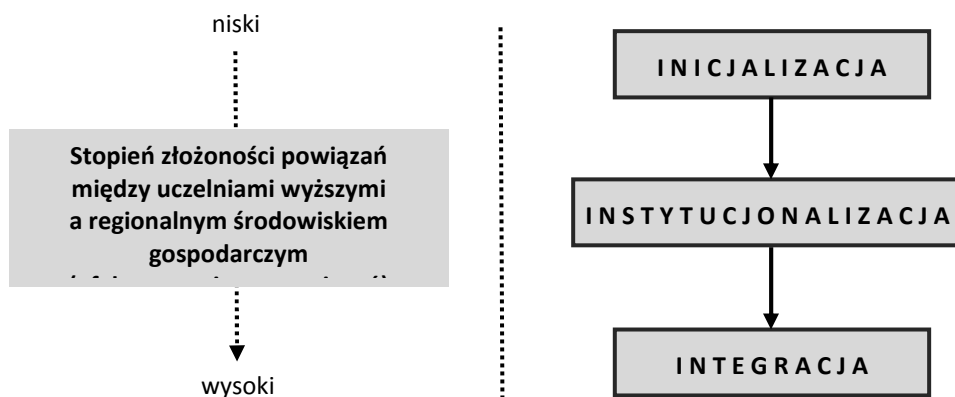 niski
Stopień złożoności powiązań
między uczelniami wyższymi
a regionalnym środowiskiem
gospodarczym
wysoki
INICJALIZACJA
INSTYTUCJONALIZACJA
INTEGRACJA